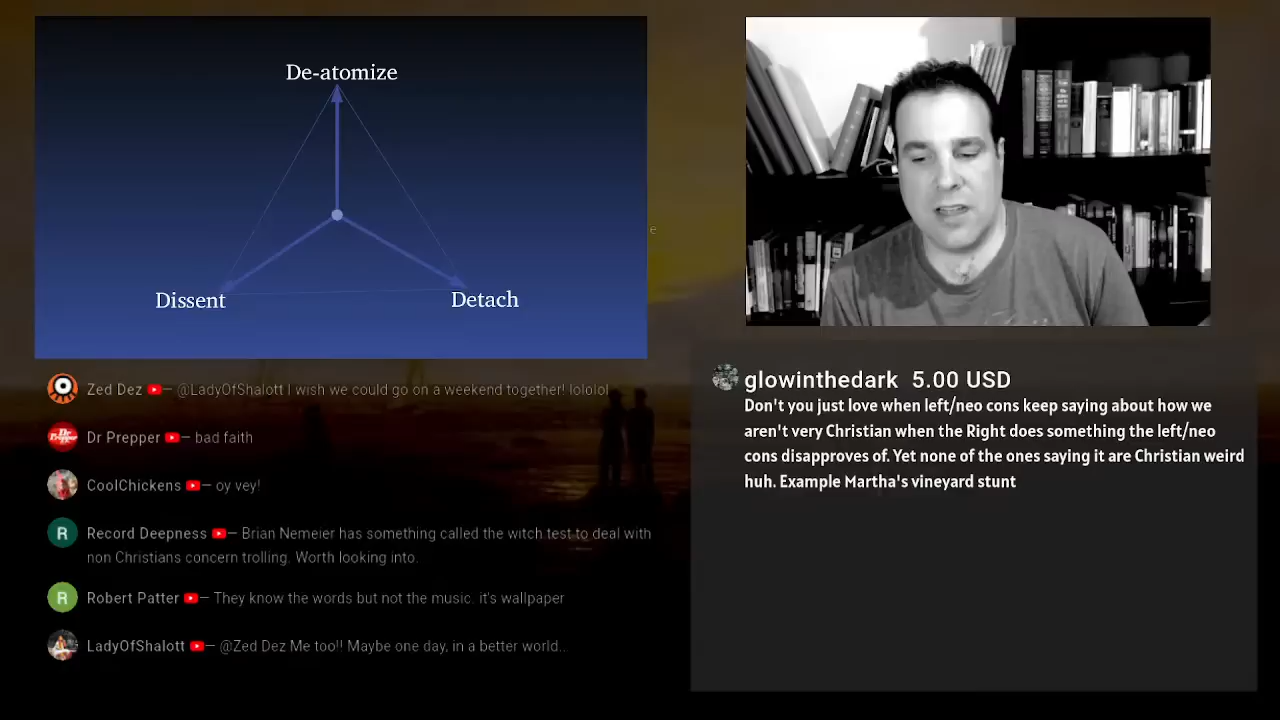 De-atomize
Dissent
Detach
e
Zed Dez — @LadyOfShalott I wish we could go on a weekend together! lololol
Dr Prepper — bad faith
CoolChickens — oy vey!
Record Deepness — Brian Nemeier has something called the witch test to deal with
non Christians concern trolling. Worth looking into.
Robert Patter — They know the words but not the music. it's wallpaper
LadyOfShalott — @Zed Dez Me too!! Maybe one day, in a better world..
glowinthedark 5.00 USD
Don't you just love when left/neo cons keep saying about how we
aren't very Christian when the Right does something the left/neo
cons disapproves of. Yet none of the ones saying it are Christian weird
huh. Example Martha's vineyard stunt
R
R